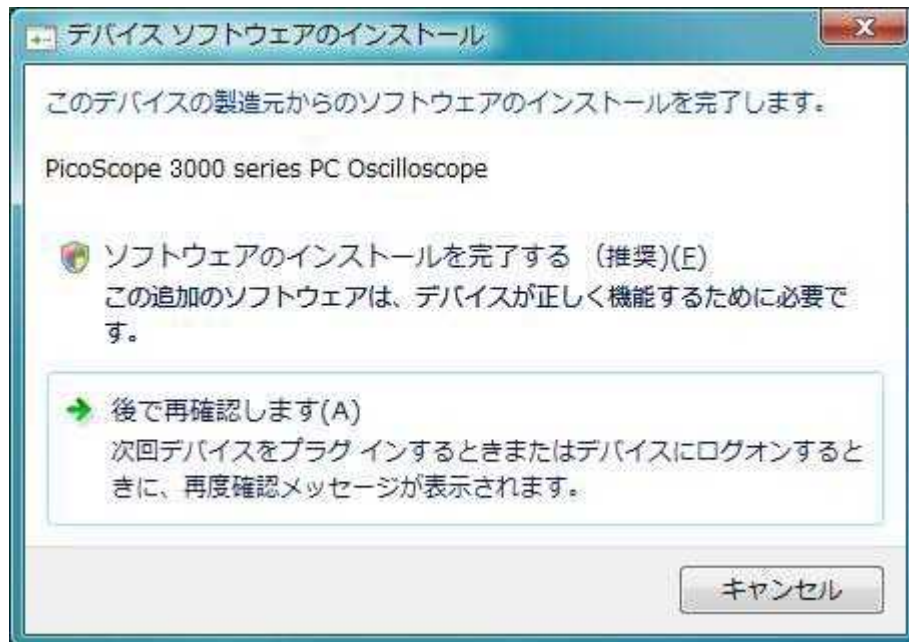 デバイス ソフトウェアのインストール
このデバイスの製造元からのソフトウェアのインストールを完了します。
PicoScope 3000 series PC Oscilloscope
ソフトウェアのインストールを完了する (推奨)(F)
この追加のソフトウェアは、デバイスが正しく機能するために必要で
す。
後で再確認します(A)
次回デバイスをプラグ インするときまたはデバイスにログオンすると
きに、再度確認メッセージが表示されます。
キャンセル